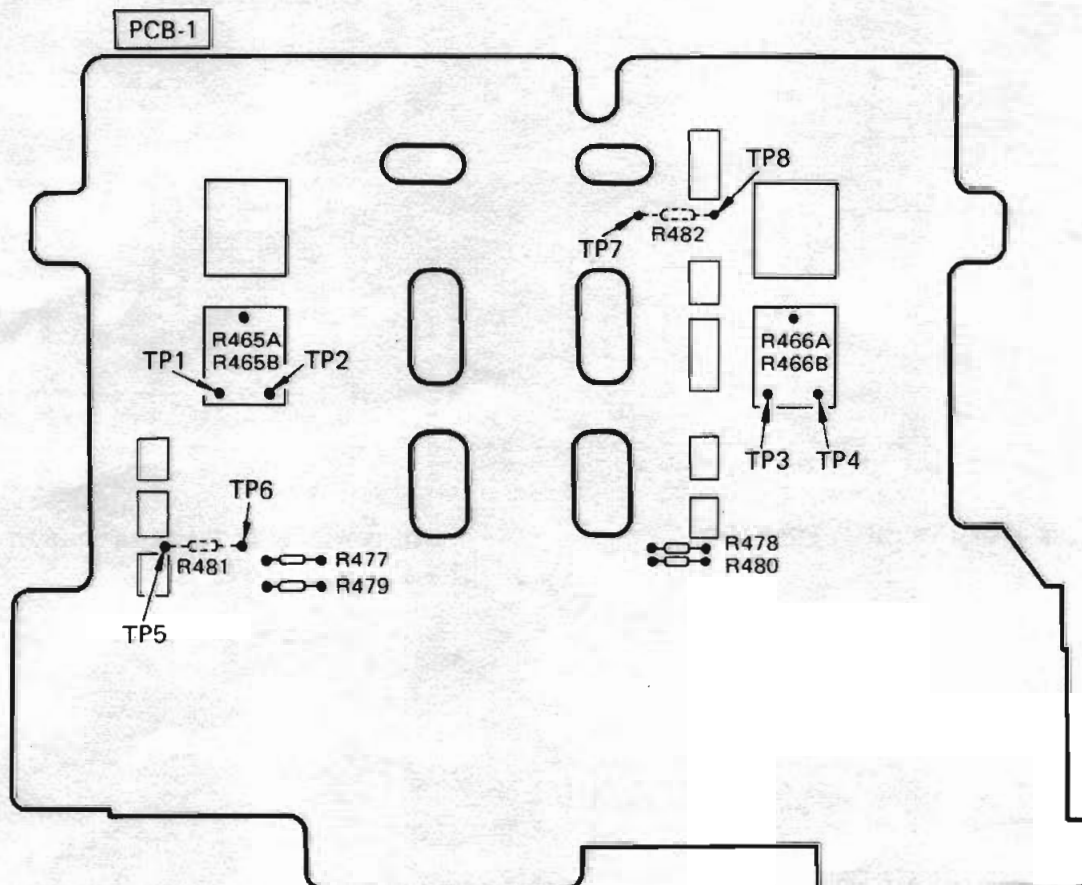 PCB-1
TP8
TP7
R482
R465A
R465B
TP1
TP2
R466A
R466B
TP3
TP4
TP6
R481
TP5
R477
R479
R478
R480